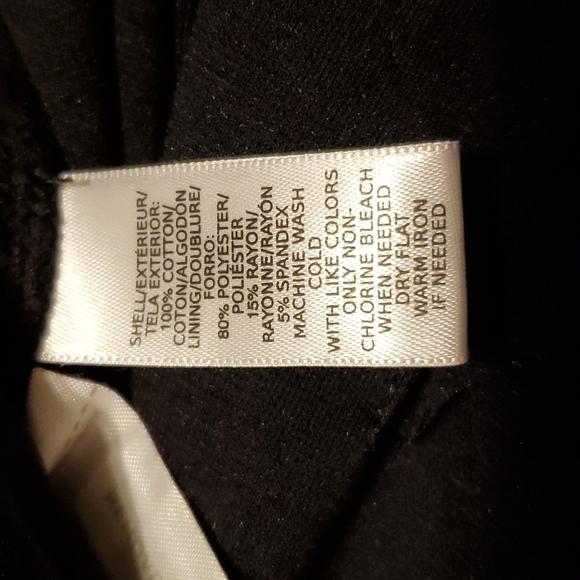 SHELL/EXTÉRIEUR/
TELA EXTERIOR:
100% COTTON/
COTON/ALGODÓN
LINING/DOUBLURE/
FORRO:
80% POLYESTER/
POLIÉSTER
15% RAYON/
RAYONNE/RAYÓN
5% SPANDEX
MACHINE WASH
COLD
WITH LIKE COLORS
ONLY NON-
CHLORINE BLEACH
WHEN NEEDED
DRY FLAT
WARM IRON
IF NEEDED